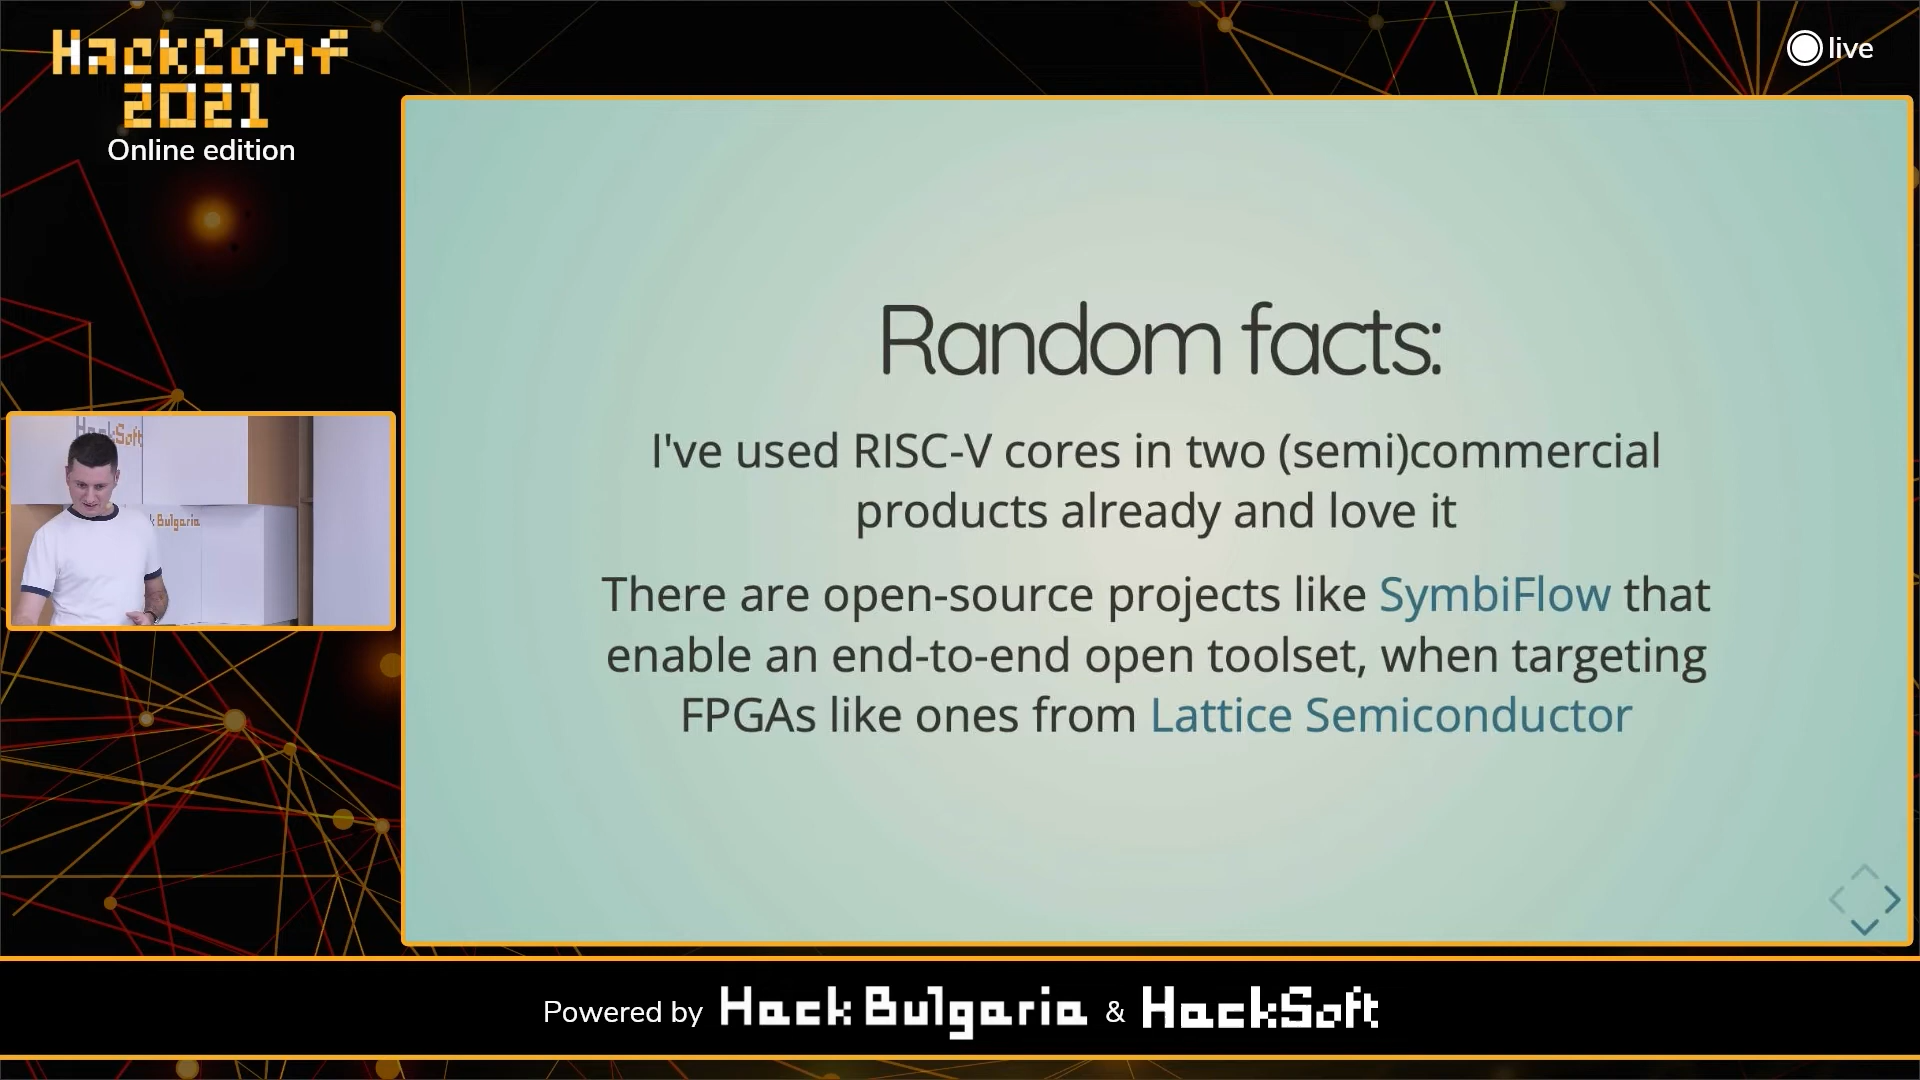 HackConf
2021
Online edition
live
Random facts:
I've used RISC-V cores in two (semi)commercial
products already and love it
There are open-source projects like SymbiFlow that
enable an end-to-end open toolset, when targeting
FPGAs like ones from Lattice Semiconductor
HackSoft
k Bulgaria
Powered by Hack Bulgaria & HackSoft